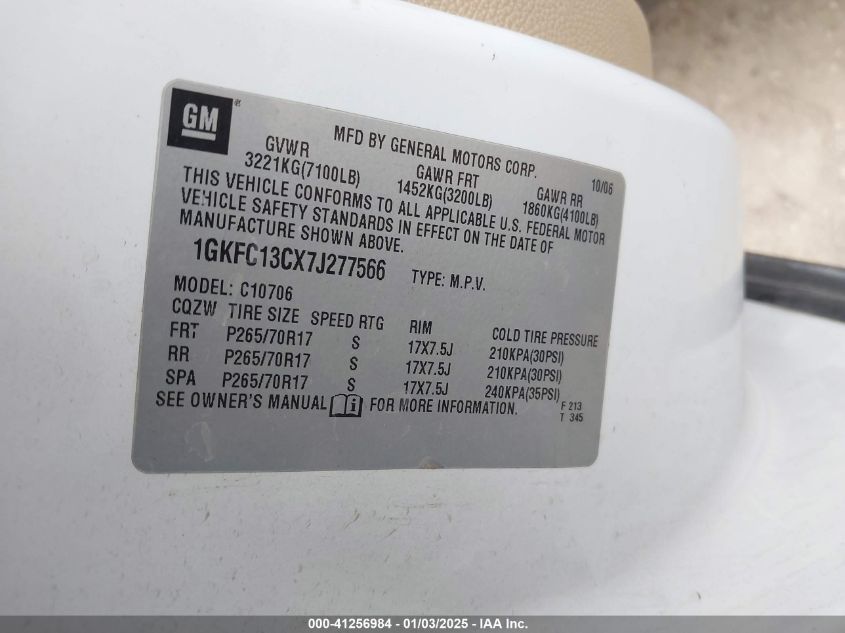 GM
MFD BY GENERAL MOTORS CORP. 10/06
GVWR GAWR FRT GAWR RR
3221KG(7100LB) 1452KG(3200LB) 1860KG(4100LB)
THIS VEHICLE CONFORMS TO ALL APPLICABLE U.S. FEDERAL MOTOR
VEHICLE SAFETY STANDARDS IN EFFECT ON THE DATE OF
MANUFACTURE SHOWN ABOVE.
1GKFC13CX7J277566 TYPE: M.P.V.
MODEL: C10706
CQZW TIRE SIZE SPEED RTG RIM COLD TIRE PRESSURE
FRT P265/70R17 S 17X7.5J 210KPA(30PSI)
RR P265/70R17 S 17X7.5J 210KPA(30PSI)
SPA P265/70R17 S 17X7.5J 240KPA(35PSI)
SEE OWNER'S MANUAL i FOR MORE INFORMATION.
F 213
T 345
000-41256984 - 01/03/2025 - IAA Inc.